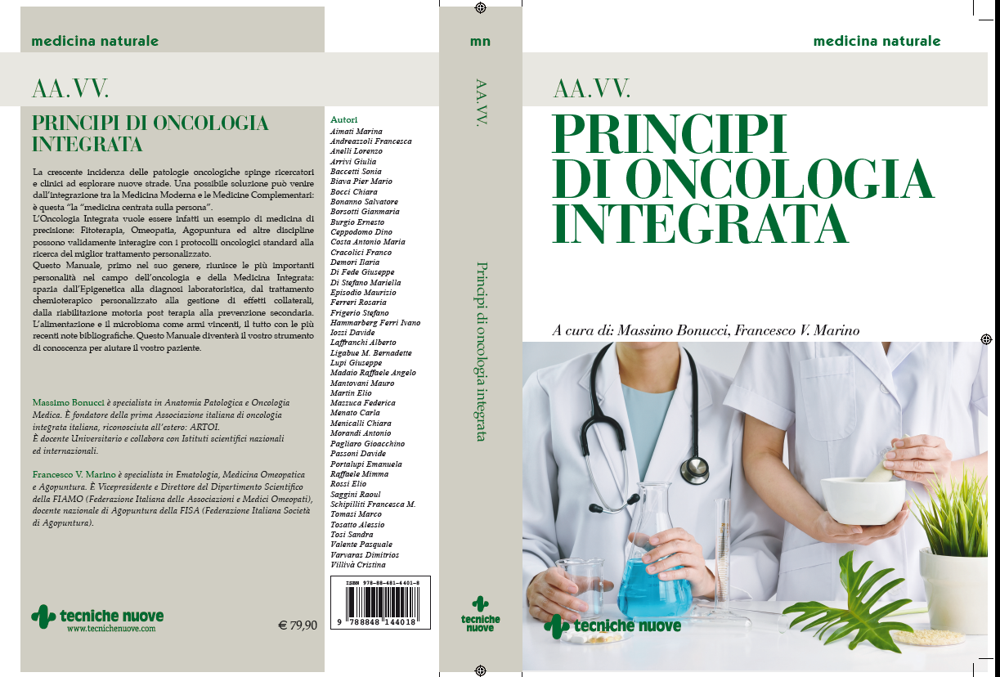 medicina naturale
AA.VV.
PRINCIPI DI ONCOLOGIA
INTEGRATA
La crescente incidenza delle patologie oncologiche spinge ricercatori
e clinici ad esplorare nuove strade. Una possibile soluzione può venire
dall'integrazione tra la Medicina Moderna e le Medicine Complementari:
è questa "la "medicina centrata sulla persona".
L'Oncologia Integrata vuole essere infatti un esempio di medicina di
precisione: Fitoterapia, Omeopatia, Agopuntura ed altre discipline
possono validamente interagire con i protocolli oncologici standard alla
ricerca del miglior trattamento personalizzato.
Questo Manuale, primo nel suo genere, riunisce le più importanti
personalità nel campo dell'oncologia e della Medicina Integrata:
spazia dall'Epigenetica alla diagnosi laboratoristica, dal trattamento
chemioterapico personalizzato alla gestione di effetti collaterali,
dalla riabilitazione motoria post terapia alla prevenzione secondaria.
L'alimentazione e il microbioma come armi vincenti, il tutto con le più
recenti note bibliografiche. Questo Manuale diventerà il vostro strumento
di conoscenza per aiutare il vostro paziente.
Massimo Bonucci è specialista in Anatomia Patologica e Oncologia
Medica. È fondatore della prima Associazione italiana di oncologia
integrata italiana, riconosciuta all'estero: ARTOI.
È docente Universitario e collabora con Istituti scientifici nazionali
ed internazionali.
Francesco V. Marino è specialista in Ematologia, Medicina Omeopatica
e Agopuntura. È Vicepresidente e Direttore del Dipartimento Scientifico
della FIAMO (Federazione Italiana delle Associazioni e Medici Omeopati),
docente nazionale di Agopuntura della FISA (Federazione Italiana Società
di Agopuntura).
tecniche nuove
www.tecnichenuove.com
€ 79,90
Autori
Aimati Marina
Andreazzoli Francesca
Anelli Lorenzo
Arrivi Giulia
Baccetti Sonia
Biava Pier Mario
Bocci Chiara
Bonanno Salvatore
Borsotti Gianmaria
Burgio Ernesto
Ceppodomo Dino
Costa Antonio Maria
Cracolici Franco
Demori Ilaria
Di Fede Giuseppe
Di Stefano Mariella
Episodio Maurizio
Ferreri Rosaria
Frigerio Stefano
Hammarberg Ferri Ivano
Iozzi Davide
Laffranchi Alberto
Ligabue M. Bernadette
Lupi Giuseppe
Madaio Raffaele Angelo
Mantovani Mauro
Martin Elio
Mazzuca Federica
Menato Carla
Menicalli Chiara
Morandi Antonio
Pagliaro Gioacchino
Passoni Davide
Portalupi Emanuela
Raffaele Mimma
Rossi Elio
Saggini Raoul
Schipilliti Francesca M.
Tomasi Marco
Tosatto Alessio
Tosi Sandra
Valente Pasquale
Varvaras Dimitrios
Villivà Cristina
ISBN 978-88-481-4401-8
9 788848 144018
mn
AA.VV.
Principi di oncologia integrata
tecniche
nuove
medicina naturale
AA.VV.
PRINCIPI
DI ONCOLOGIA
INTEGRATA
A cura di: Massimo Bonucci, Francesco V. Marino
tecniche nuove